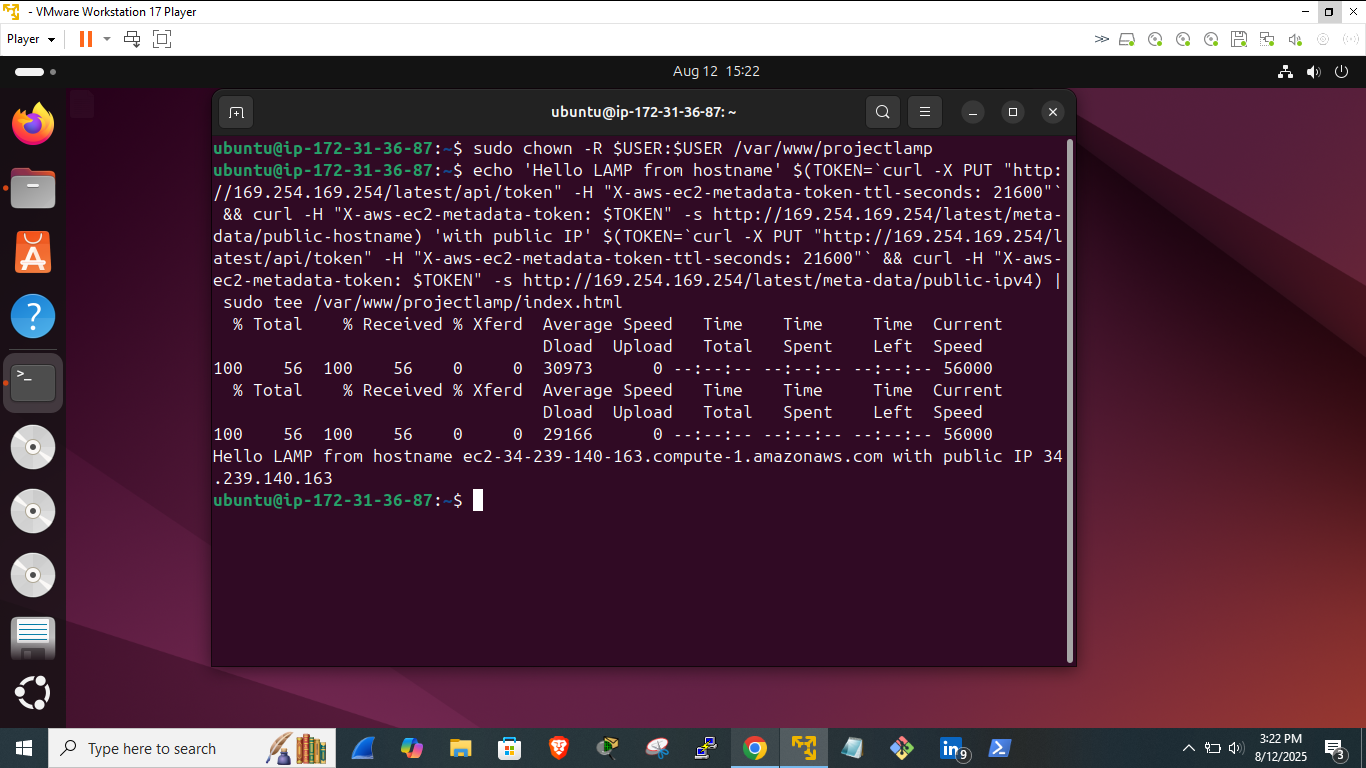 - VMware Workstation 17 Player
Player
Aug 12 15:22
ubuntu@ip-172-31-36-87: ~
ubuntu@ip-172-31-36-87:~$ sudo chown -R $USER:$USER /var/www/projectlamp
ubuntu@ip-172-31-36-87:~$ echo 'Hello LAMP from hostname' $(TOKEN=`curl -X PUT "http:
//169.254.169.254/latest/api/token" -H "X-aws-ec2-metadata-token-ttl-seconds: 21600"`
&& curl -H "X-aws-ec2-metadata-token: $TOKEN" -s http://169.254.169.254/latest/meta-
data/public-hostname) 'with public IP' $(TOKEN=`curl -X PUT "http://169.254.169.254/l
atest/api/token" -H "X-aws-ec2-metadata-token-ttl-seconds: 21600"` && curl -H "X-aws-
ec2-metadata-token: $TOKEN" -s http://169.254.169.254/latest/meta-data/public-ipv4) |
sudo tee /var/www/projectlamp/index.html
% Total % Received % Xferd Average Speed Time Time Time Current
Dload Upload Total Spent Left Speed
100 56 100 56 0 0 30973 0 --:--:-- --:--:-- --:--:-- 56000
% Total % Received % Xferd Average Speed Time Time Time Current
Dload Upload Total Spent Left Speed
100 56 100 56 0 0 29166 0 --:--:-- --:--:-- --:--:-- 56000
Hello LAMP from hostname ec2-34-239-140-163.compute-1.amazonaws.com with public IP 34
.239.140.163
ubuntu@ip-172-31-36-87:~$
Type here to search
9
3:22 PM
8/12/2025
3